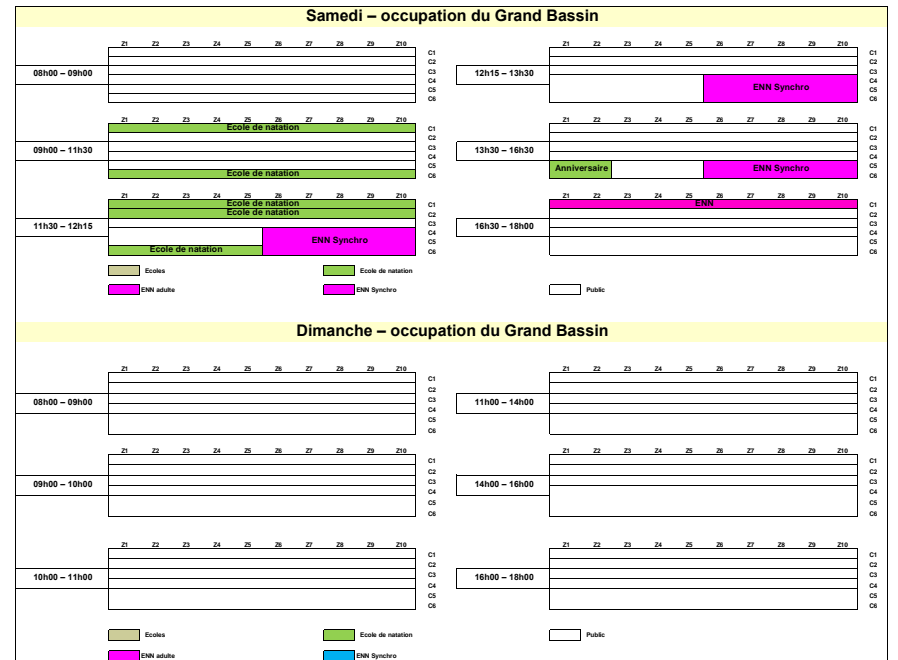 Samedi – occupation du Grand Bassin
Z1 Z2 Z3 Z4 Z5 Z6 Z7 Z8 Z9 Z10
08h00 – 09h00
C1
C2
C3
C4
C5
C6
Z1 Z2 Z3 Z4 Z5 Z6 Z7 Z8 Z9 Z10
12h15 – 13h30
ENN Synchro
C1
C2
C3
C4
C5
C6
Z1 Z2 Z3 Z4 Z5 Z6 Z7 Z8 Z9 Z10
Ecole de natation
09h00 – 11h30
Ecole de natation
C1
C2
C3
C4
C5
C6
Z1 Z2 Z3 Z4 Z5 Z6 Z7 Z8 Z9 Z10
13h30 – 16h30
Anniversaire ENN Synchro
C1
C2
C3
C4
C5
C6
Z1 Z2 Z3 Z4 Z5 Z6 Z7 Z8 Z9 Z10
Ecole de natation
Ecole de natation
11h30 – 12h15
ENN Synchro
Ecole de natation
C1
C2
C3
C4
C5
C6
Z1 Z2 Z3 Z4 Z5 Z6 Z7 Z8 Z9 Z10
ENN
16h30 – 18h00
C1
C2
C3
C4
C5
C6
Ecoles Ecole de natation
ENN adulte ENN Synchro Public
Dimanche – occupation du Grand Bassin
Z1 Z2 Z3 Z4 Z5 Z6 Z7 Z8 Z9 Z10
08h00 – 09h00
C1
C2
C3
C4
C5
C6
Z1 Z2 Z3 Z4 Z5 Z6 Z7 Z8 Z9 Z10
11h00 – 14h00
C1
C2
C3
C4
C5
C6
Z1 Z2 Z3 Z4 Z5 Z6 Z7 Z8 Z9 Z10
09h00 – 10h00
C1
C2
C3
C4
C5
C6
Z1 Z2 Z3 Z4 Z5 Z6 Z7 Z8 Z9 Z10
14h00 – 16h00
C1
C2
C3
C4
C5
C6
Z1 Z2 Z3 Z4 Z5 Z6 Z7 Z8 Z9 Z10
10h00 – 11h00
C1
C2
C3
C4
C5
C6
Z1 Z2 Z3 Z4 Z5 Z6 Z7 Z8 Z9 Z10
16h00 – 18h00
C1
C2
C3
C4
C5
C6
Ecoles Ecole de natation Public
ENN adulte ENN Synchro